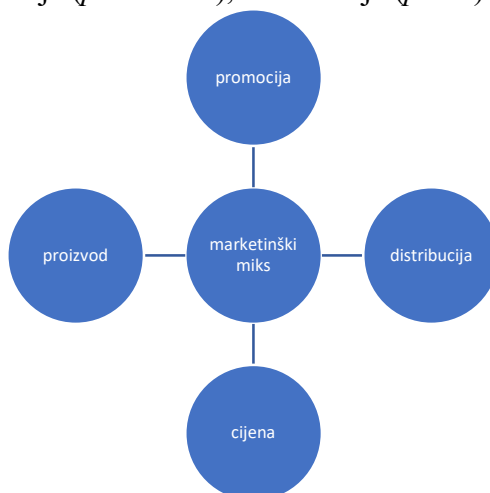 promocija
proizvod
marketinški
miks
distribucija
cijena